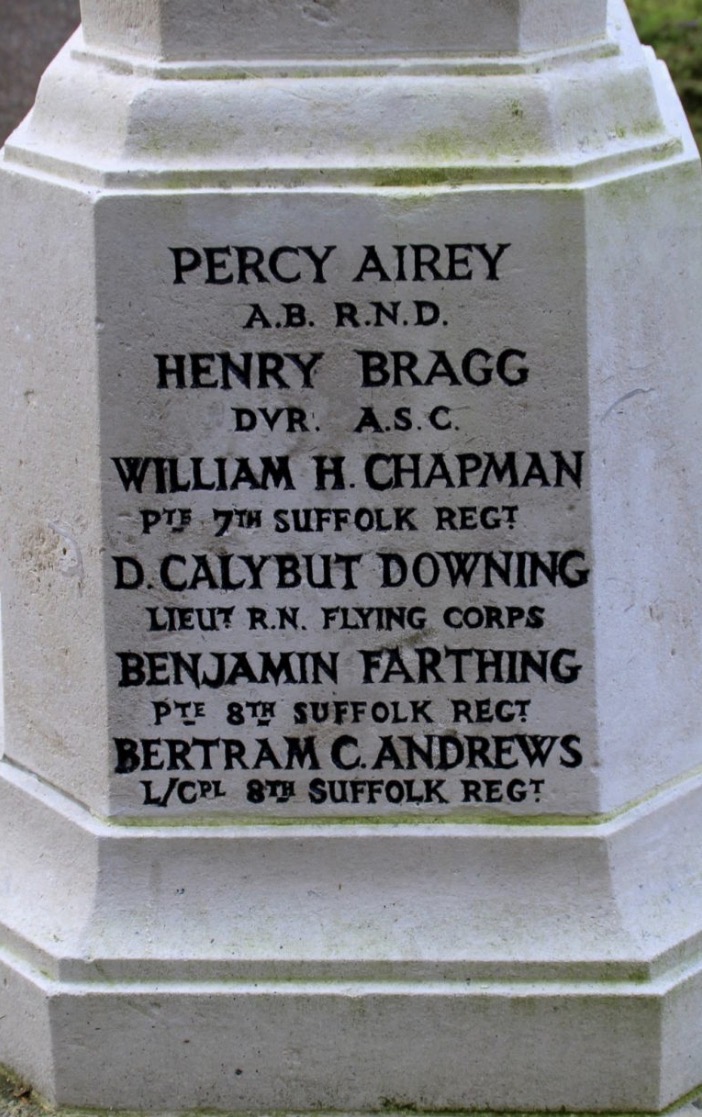 PERCY AIREY
A.B. R.N.D.
HENRY BRAGG
DVR. A.S.C.
WILLIAM H. CHAPMAN
PTE 7TH SUFFOLK REGT
D. CALYBUT DOWNING
LIEUT R.N. FLYING CORPS
BENJAMIN FARTHING
PTE 8TH SUFFOLK REGT
BERTRAM C. ANDREWS
L/CPL 8TH SUFFOLK REGT